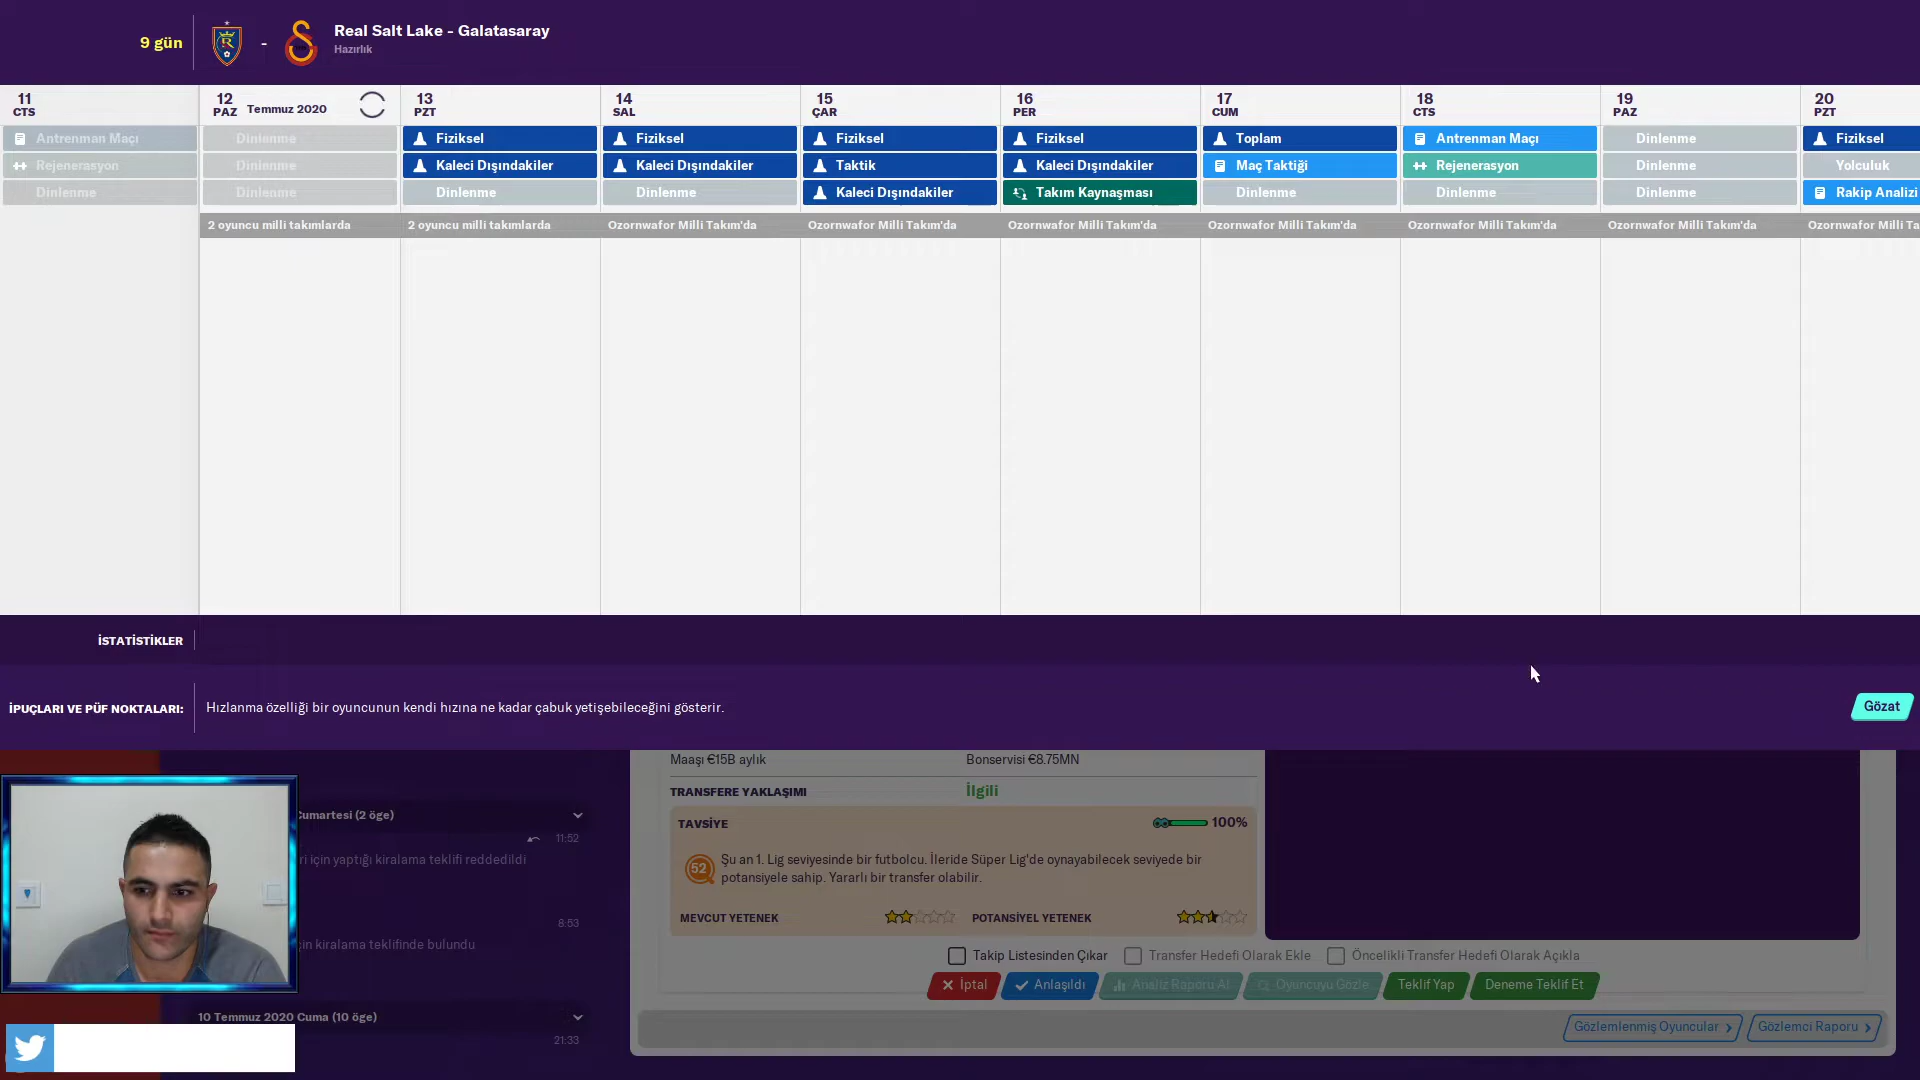 9 gün
-
Real Salt Lake - Galatasaray
Hazırlık
11
CTS
12
PAZ Temmuz 2020
13
PZT
14
SAL
15
ÇAR
16
PER
17
CUM
18
CTS
19
PAZ
20
PZT
Antrenman Maçı
Rejenerasyon
Dinlenme
Dinlenme
Dinlenme
Dinlenme
2 oyuncu milli takımlarda
Fiziksel
Kaleci Dışındakiler
Dinlenme
2 oyuncu milli takımlarda
Fiziksel
Kaleci Dışındakiler
Dinlenme
Ozornwafor Milli Takım'da
Fiziksel
Taktik
Kaleci Dışındakiler
Ozornwafor Milli Takım'da
Fiziksel
Kaleci Dışındakiler
Takım Kaynaşması
Ozornwafor Milli Takım'da
Toplam
Maç Taktiği
Dinlenme
Ozornwafor Milli Takım'da
Antrenman Maçı
Rejenerasyon
Dinlenme
Ozornwafor Milli Takım'da
Dinlenme
Dinlenme
Dinlenme
Ozornwafor Milli Takım'da
Fiziksel
Yolculuk
Rakip Analizi
Ozornwafor Milli Ta
İSTATİSTİKLER
İPUÇLARI VE PÜF NOKTALARI:
Hızlanma özelliği bir oyuncunun kendi hızına ne kadar çabuk yetişebileceğini gösterir.
Gözat
Cumartesi (2 öge)
11:52
ri için yaptığı kiralama teklifi reddedildi
8:53
çin kiralama teklifinde bulundu
10 Temmuz 2020 Cuma (10 öge)
21:33
Maaşı €15B aylık
Bonservisi €8.75MN
TRANSFERE YAKLAŞIMI
İlgili
TAVSİYE
100%
52
Şu an 1. Lig seviyesinde bir futbolcu. İleride Süper Lig'de oynayabilecek seviyede bir
potansiyele sahip. Yararlı bir transfer olabilir.
MEVCUT YETENEK
POTANSİYEL YETENEK
Takip Listesinden Çıkar
Transfer Hedefi Olarak Ekle
Öncelikli Transfer Hedefi Olarak Açıkla
İptal
Anlaşıldı
Analiz Raporu Al
Oyuncuyu Gözle
Teklif Yap
Deneme Teklif Et
Gözlemlenmiş Oyuncular
Gözlemci Raporu